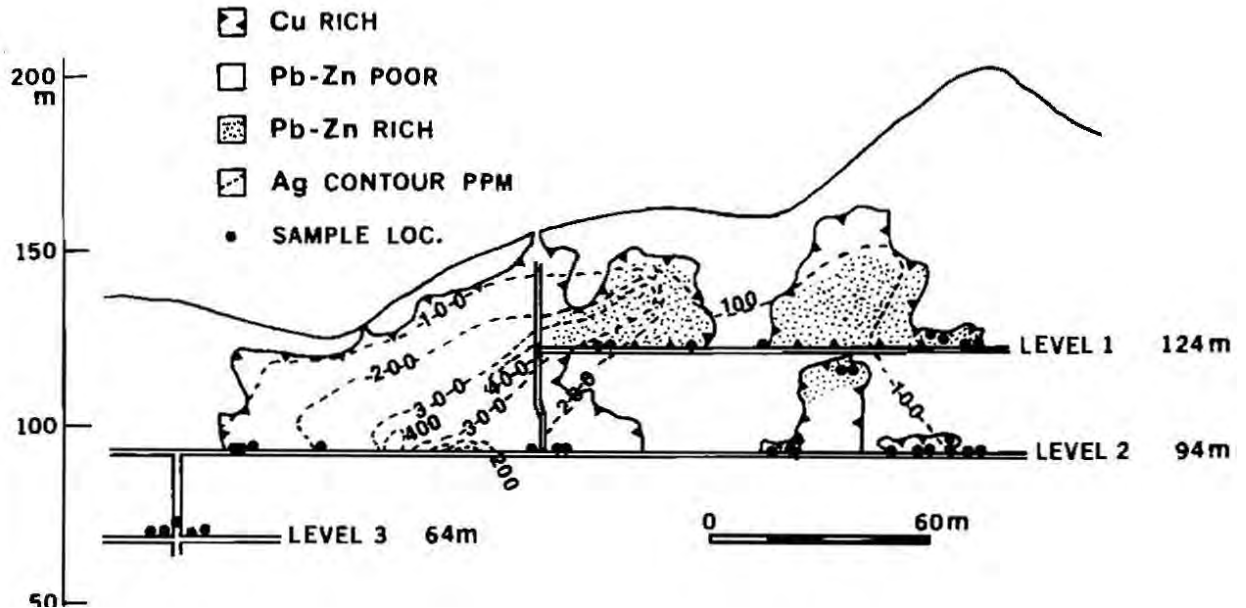 Cu RICH
Pb-Zn POOR
Pb-Zn RICH
Ag CONTOUR PPM
SAMPLE LOC.
200
m
150
100
50
100
200
300
400
400
300
200
200
100
100
LEVEL 1 124m
LEVEL 2 94m
LEVEL 3 64m
0 60m